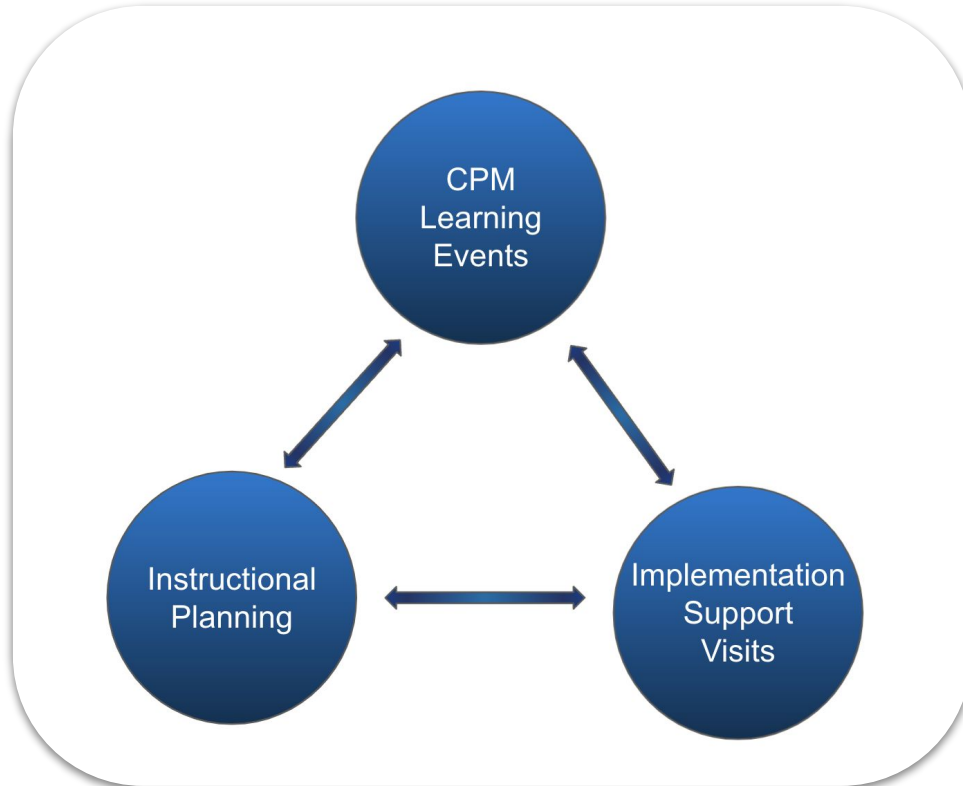 CPM
Learning
Events
Instructional
Planning
Implementation
Support
Visits